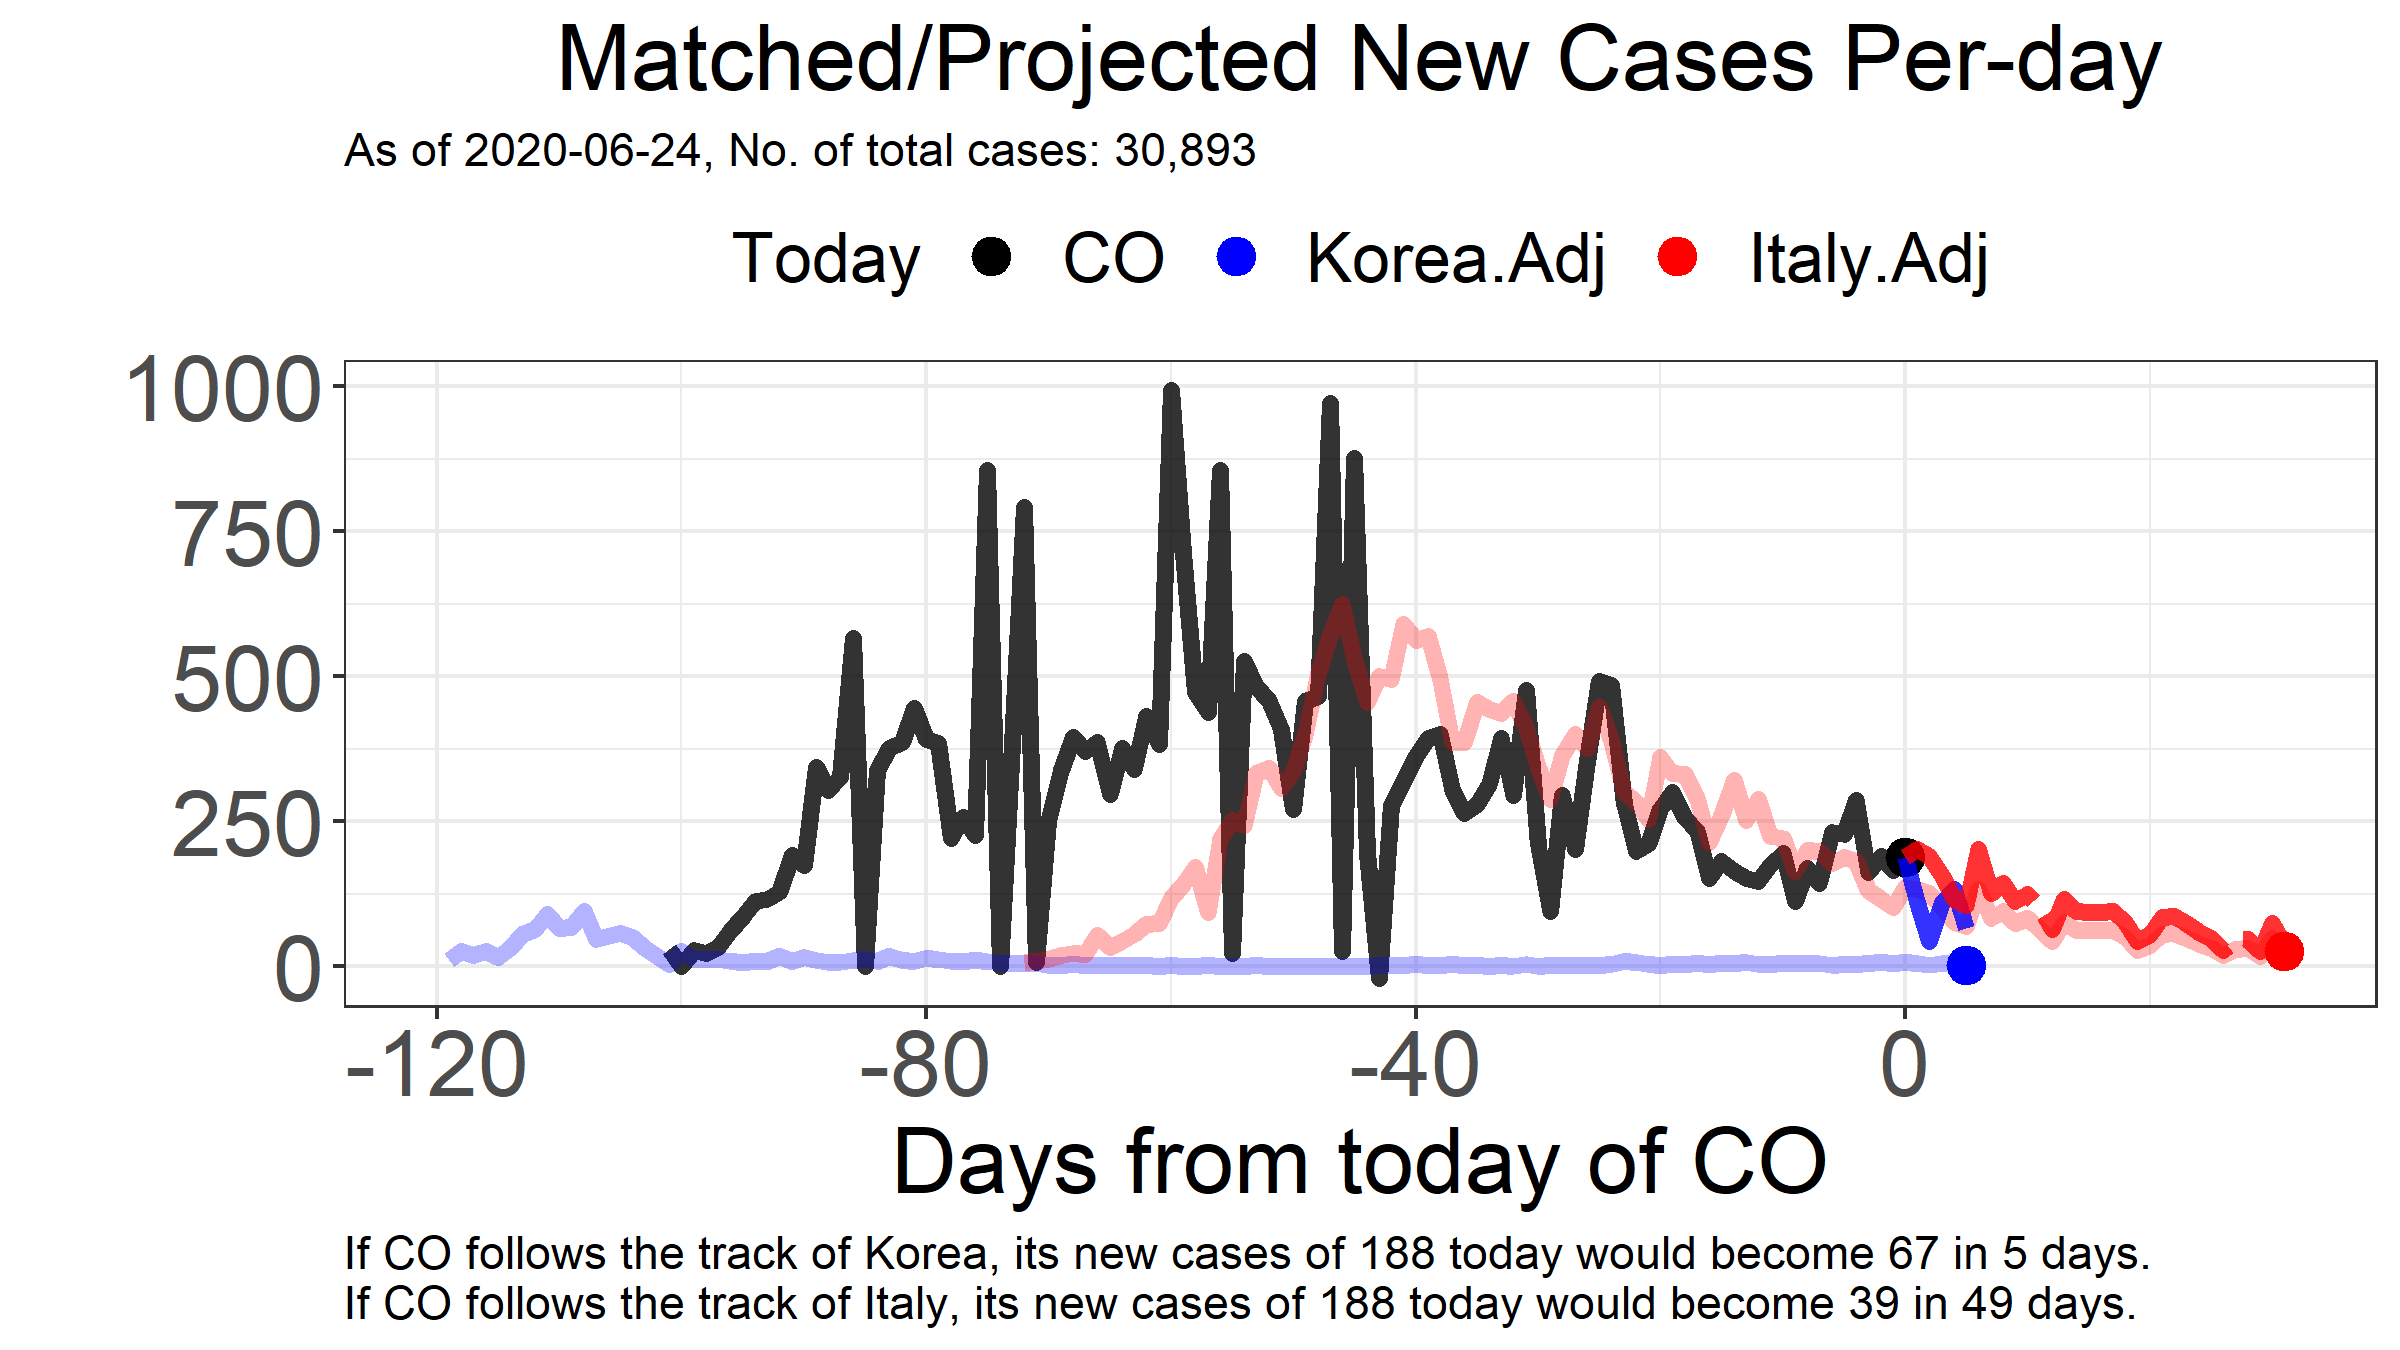 Matched/Projected New Cases Per-day
As of 2020-06-24, No. of total cases: 30,893
Today CO Korea.Adj Italy.Adj
1000
750
500
250
0
-120 -80 -40 0
Days from today of CO
If CO follows the track of Korea, its new cases of 188 today would become 67 in 5 days.
If CO follows the track of Italy, its new cases of 188 today would become 39 in 49 days.